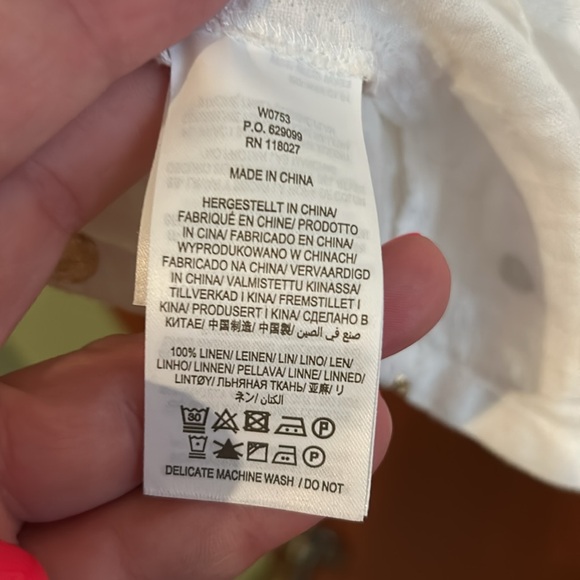 W0753
P.O. 629099
RN 118027
MADE IN CHINA
HERGESTELLT IN CHINA/
FABRIQUÉ EN CHINE/ PRODOTTO
IN CINA/ FABRICADO EN CHINA/
WYPRODUKOWANO W CHINACH/
FABRICADO NA CHINA/ VERVAARDIGD
IN CHINA/ VALMISTETTU KIINASSA/
TILLVERKAD I KINA/ FREMSTILLET I
KINA/ PRODUSERT I KINA/ СДЕЛАНО В
КИТАЕ/ 中国制造/ 中国製/ صنع في الصين/
100% LINEN/ LEINEN/ LIN/ LINO/ LEN/
LINHO/ LINNEN/ PELLAVA/ LINNE/ LINNED/
LINTØY/ ЛЬНЯНАЯ ТКАНЬ/ 亚麻/ リ
ネン/ الكتان/
30 P
P
DELICATE MACHINE WASH / DO NOT